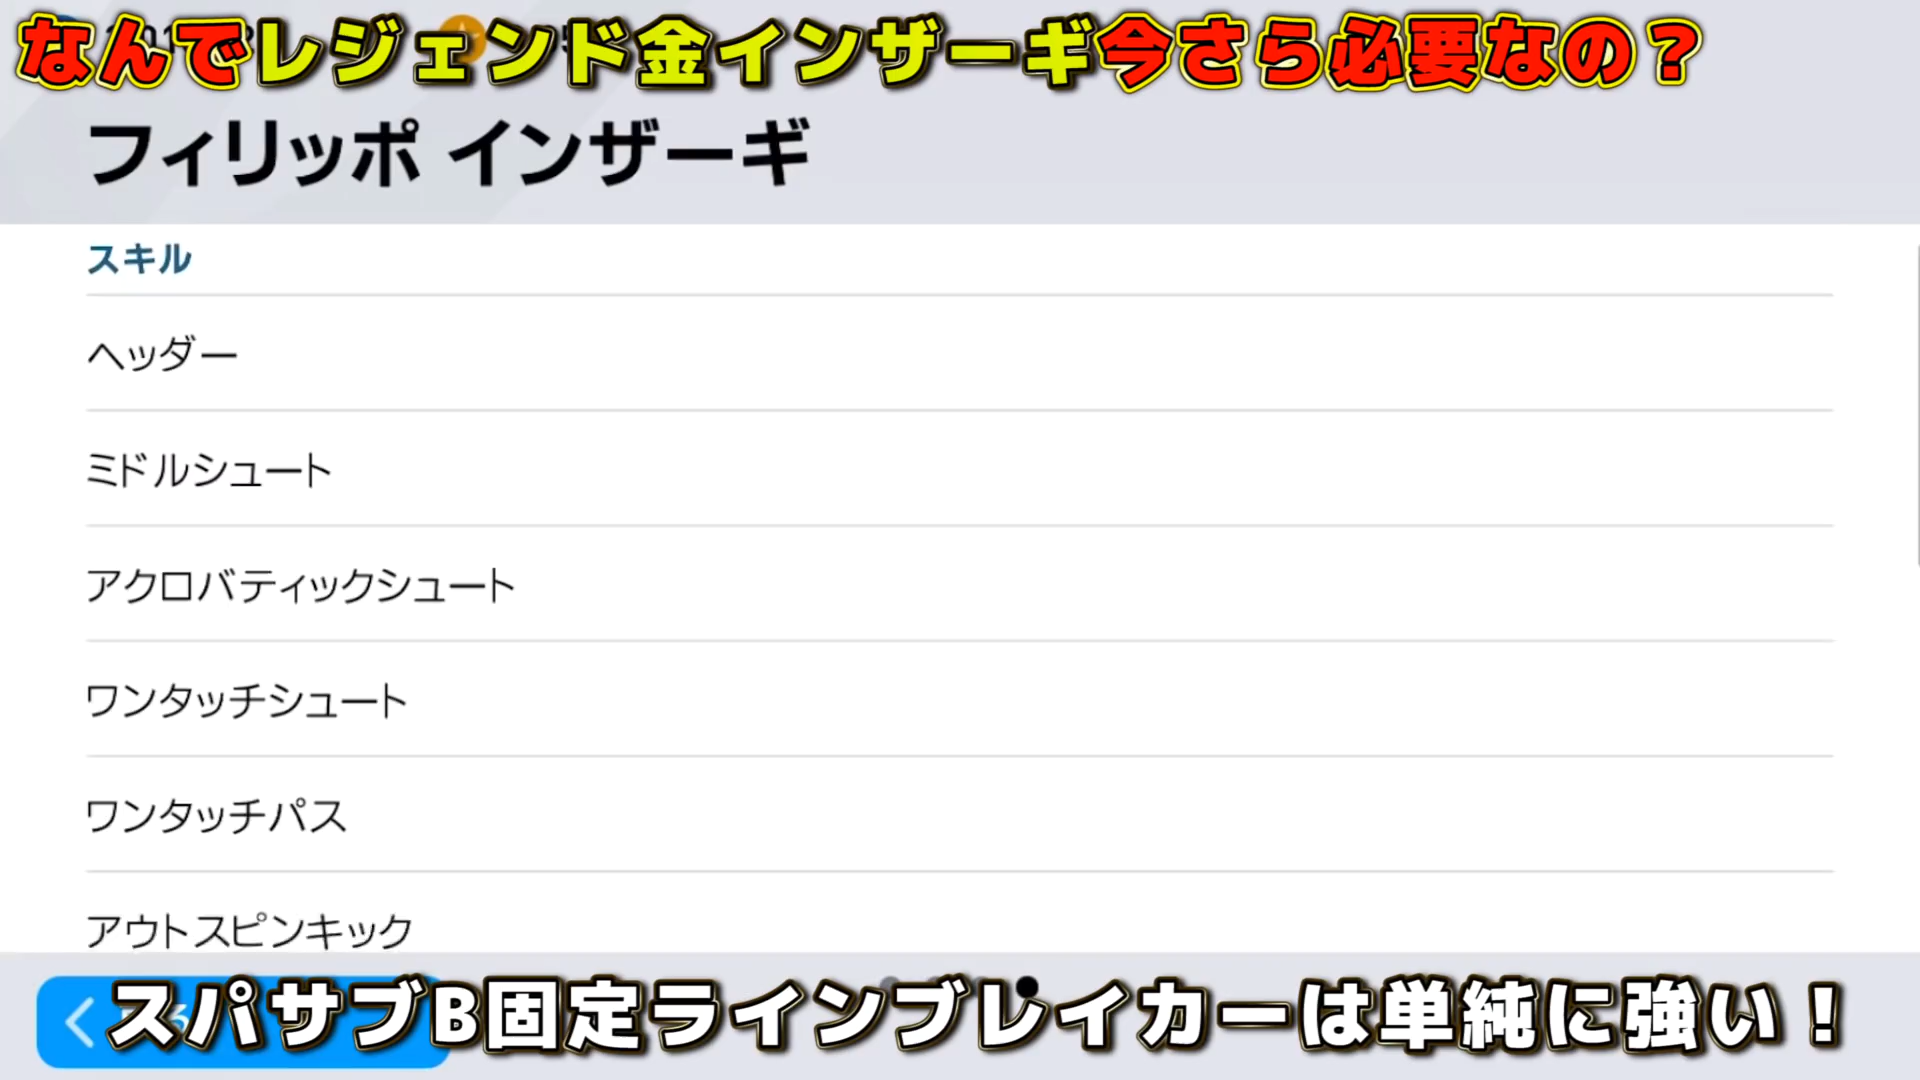 なんでレジェンド金インザーギ今さら必要なの?
フィリッポ インザーギ
スキル
ヘッダー
ミドルシュート
アクロバティックシュート
ワンタッチシュート
ワンタッチパス
アウトスピンキック
スパサブB固定ラインブレイカーは単純に強い!